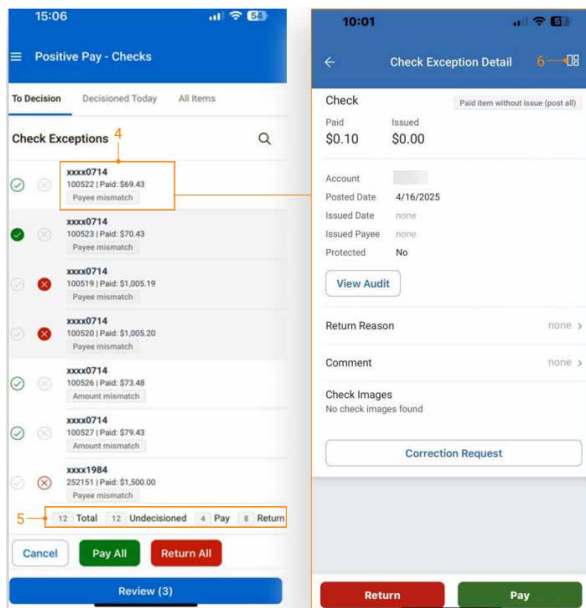 15:06
54
Positive Pay - Checks
To Decision Decisioned Today All Items
Check Exceptions
4
xxxx0714
100522 | Paid: $69.43
Payee mismatch
xxxx0714
100523 | Paid: $70.43
Payee mismatch
xxxx0714
100519 | Paid: $1,005.19
Payee mismatch
xxxx0714
100520 | Paid: $1,005.20
Payee mismatch
xxxx0714
100526 | Paid: $73.48
Amount mismatch
xxxx0714
100527 | Paid: $79.43
Amount mismatch
xxxx1984
252151 | Paid: $1,500.00
Payee mismatch
5
12 Total 12 Undecisioned 4 Pay 8 Return
Cancel Pay All Return All
Review (3)
10:01
Check Exception Detail
6
Check Paid item without issue (post all)
Paid Issued
$0.10 $0.00
Account
Posted Date 4/16/2025
Issued Date none
Issued Payee none
Protected No
View Audit
Return Reason none
Comment none
Check Images
No check images found
Correction Request
Return Pay